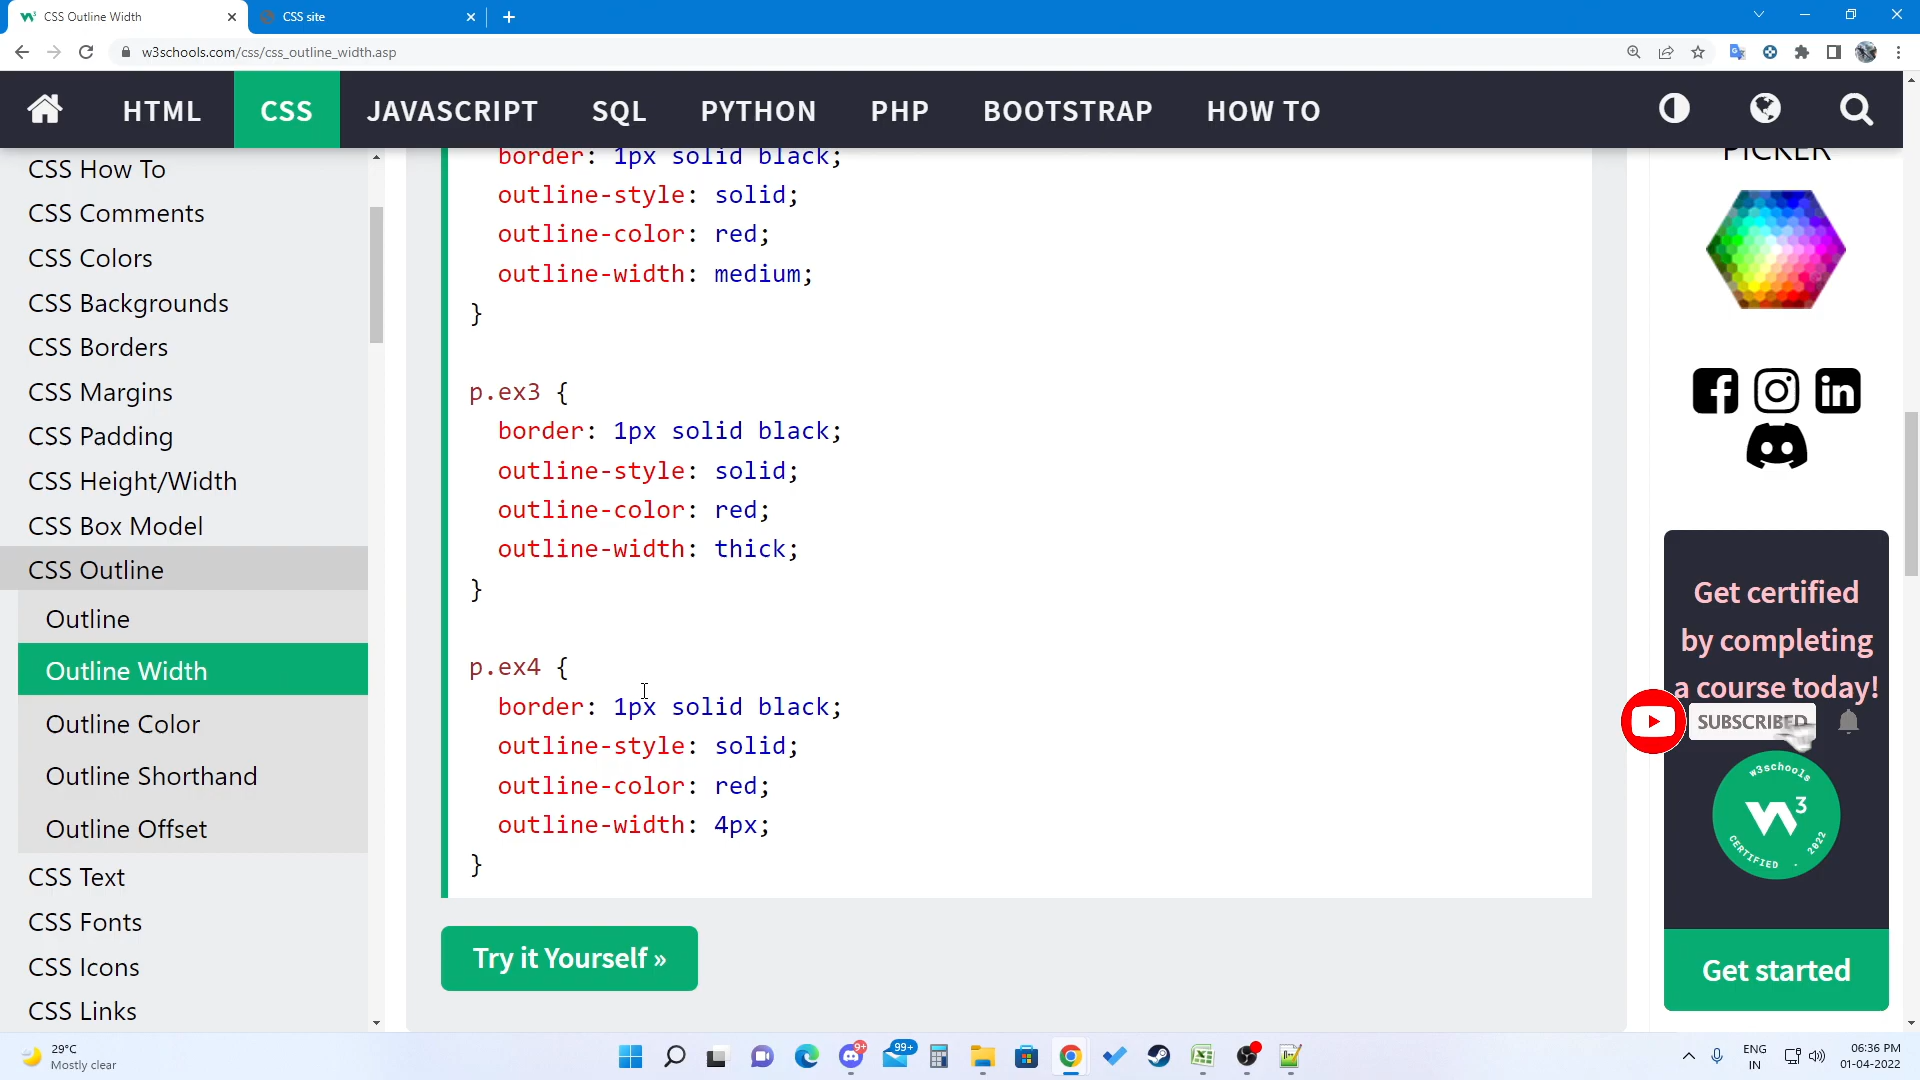 CSS Outline Width
CSS site
w3schools.com/css/css_outline_width.asp
HTML CSS JAVASCRIPT SQL PYTHON PHP BOOTSTRAP HOW TO
CSS How To
CSS Comments
CSS Colors
CSS Backgrounds
CSS Borders
CSS Margins
CSS Padding
CSS Height/Width
CSS Box Model
CSS Outline
Outline
Outline Width
Outline Color
Outline Shorthand
Outline Offset
CSS Text
CSS Fonts
CSS Icons
CSS Links
border: 1px solid black;
outline-style: solid;
outline-color: red;
outline-width: medium;
}
p.ex3 {
border: 1px solid black;
outline-style: solid;
outline-color: red;
outline-width: thick;
}
p.ex4 {
border: 1px solid black;
outline-style: solid;
outline-color: red;
outline-width: 4px;
}
Try it Yourself »
PICKER
Get certified
by completing
a course today!
SUBSCRIBED
w3schools
W3
CERTIFIED . 2022
Get started
29°C
Mostly clear
9+
99+
ENG
IN
06:36 PM
01-04-2022